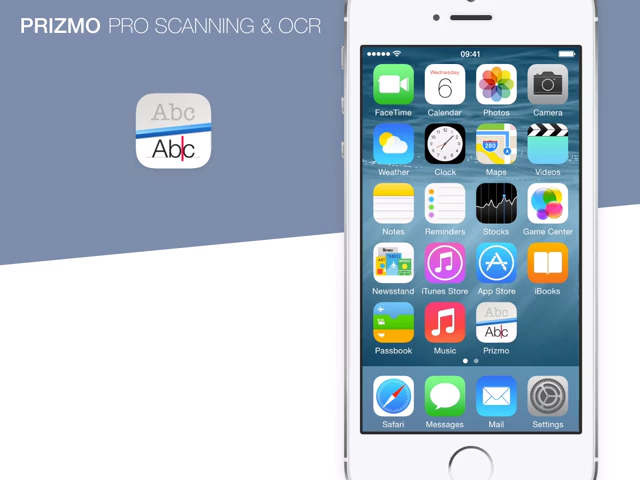 PRIZMO PRO SCANNING & OCR
Abc
Abc
09:41
Wednesday
6
FaceTime Calendar Photos Camera
280
Weather Clock Maps Videos
Notes Reminders Stocks Game Center
News
Newsstand iTunes Store App Store iBooks
Abc
Abc
Passbook Music Prizmo
Safari Messages Mail Settings